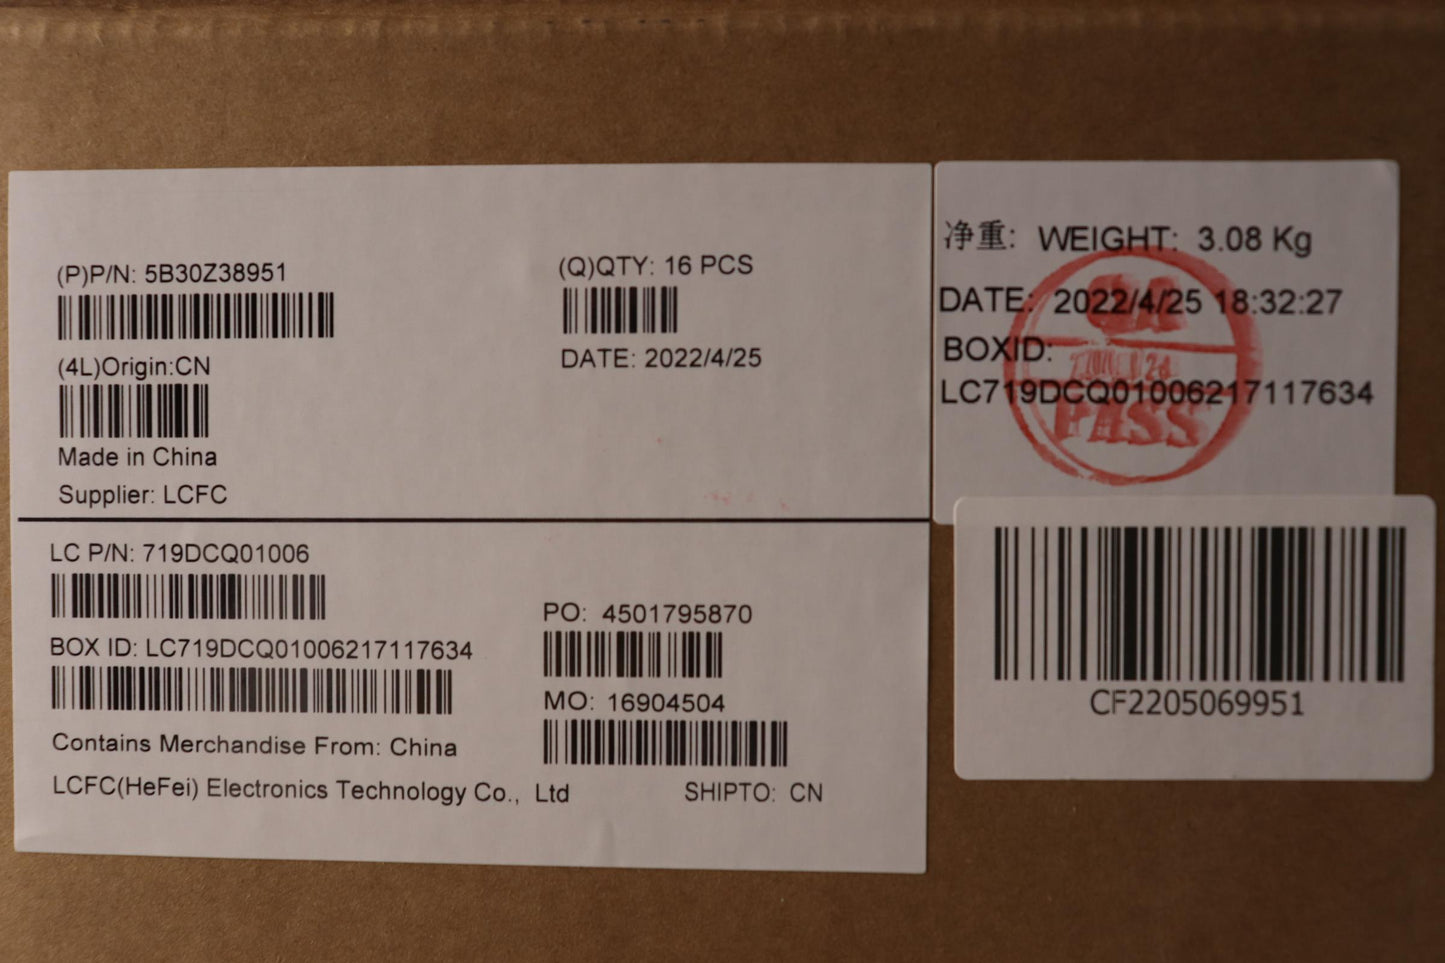 (P)P/N: 5B30Z38951
(Q)QTY: 16 PCS
(4L)Origin:CN
DATE: 2022/4/25
Made in China
Supplier: LCFC
LC P/N: 719DCQ01006
PO: 4501795870
BOX ID: LC719DCQ01006217117634
MO: 16904504
Contains Merchandise From: China
LCFC(HeFei) Electronics Technology Co., Ltd
SHIPTO: CN
净重: WEIGHT: 3.08 Kg
DATE: 2022/4/25 18:32:27
BOXID:
LC719DCQ01006217117634
PASS
CF2205069951